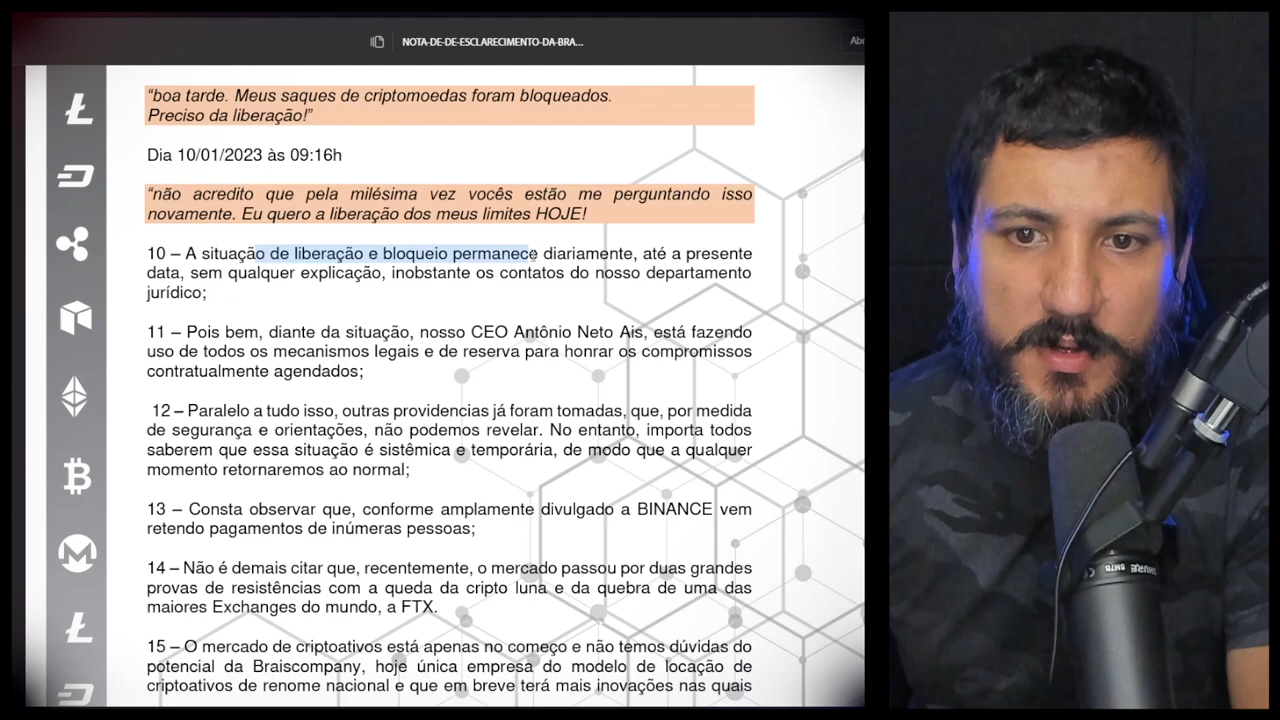 NOTA-DE-DE-ESCLARECIMENTO-DA-BRA...
Abr
“boa tarde. Meus saques de criptomoedas foram bloqueados.
Preciso da liberação!”
Dia 10/01/2023 às 09:16h
“não acredito que pela milésima vez vocês estão me perguntando isso
novamente. Eu quero a liberação dos meus limites HOJE!
10 – A situação de liberação e bloqueio permanece diariamente, até a presente
data, sem qualquer explicação, inobstante os contatos do nosso departamento
jurídico;
11 – Pois bem, diante da situação, nosso CEO Antônio Neto Ais, está fazendo
uso de todos os mecanismos legais e de reserva para honrar os compromissos
contratualmente agendados;
12 – Paralelo a tudo isso, outras providencias já foram tomadas, que, por medida
de segurança e orientações, não podemos revelar. No entanto, importa todos
saberem que essa situação é sistêmica e temporária, de modo que a qualquer
momento retornaremos ao normal;
13 – Consta observar que, conforme amplamente divulgado a BINANCE vem
retendo pagamentos de inúmeras pessoas;
14 – Não é demais citar que, recentemente, o mercado passou por duas grandes
provas de resistências com a queda da cripto luna e da quebra de uma das
maiores Exchanges do mundo, a FTX.
15 – O mercado de criptoativos está apenas no começo e não temos dúvidas do
potencial da Braiscompany, hoje única empresa do modelo de locação de
criptoativos de renome nacional e que em breve terá mais inovações nas quais
SHURE SM7B